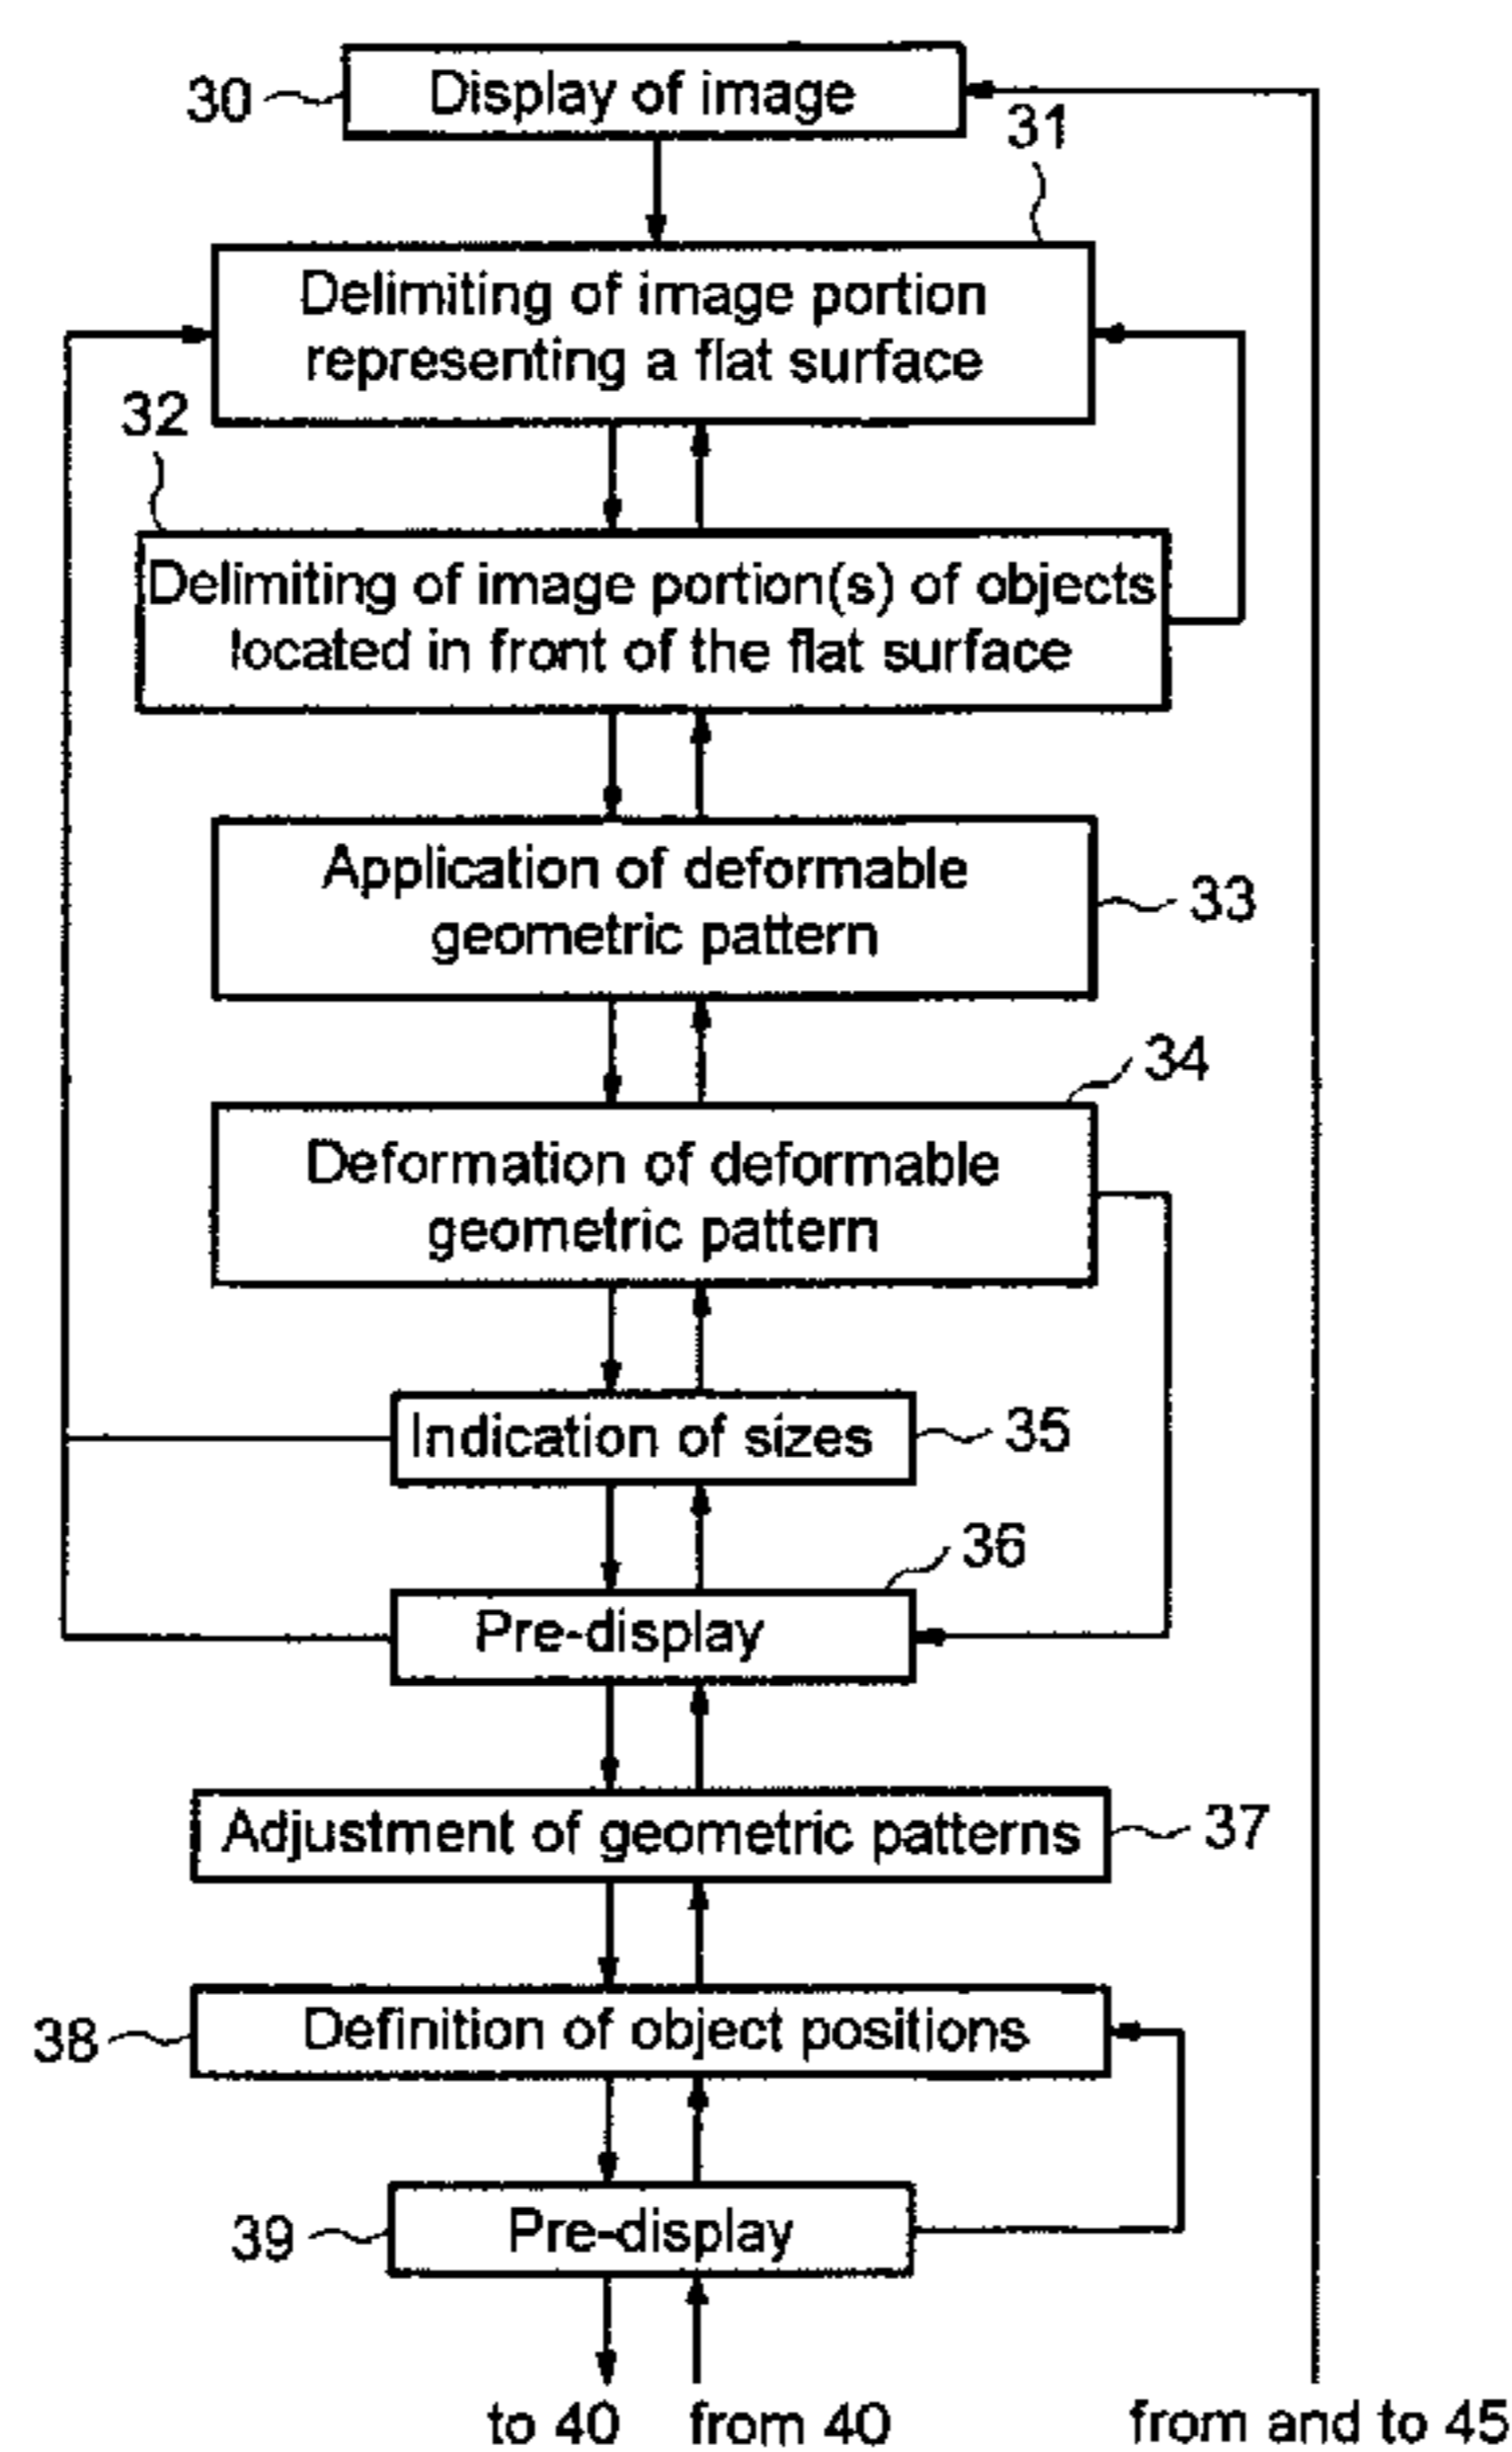 30
Display of image
31
Delimiting of image portion
representing a flat surface
32
Delimiting of image portion(s) of objects
located in front of the flat surface
Application of deformable
geometric pattern
33
34
Deformation of deformable
geometric pattern
Indication of sizes
35
36
Pre-display
Adjustment of geometric patterns
37
38
Definition of object positions
39
Pre-display
to 40
from 40
from and to 45